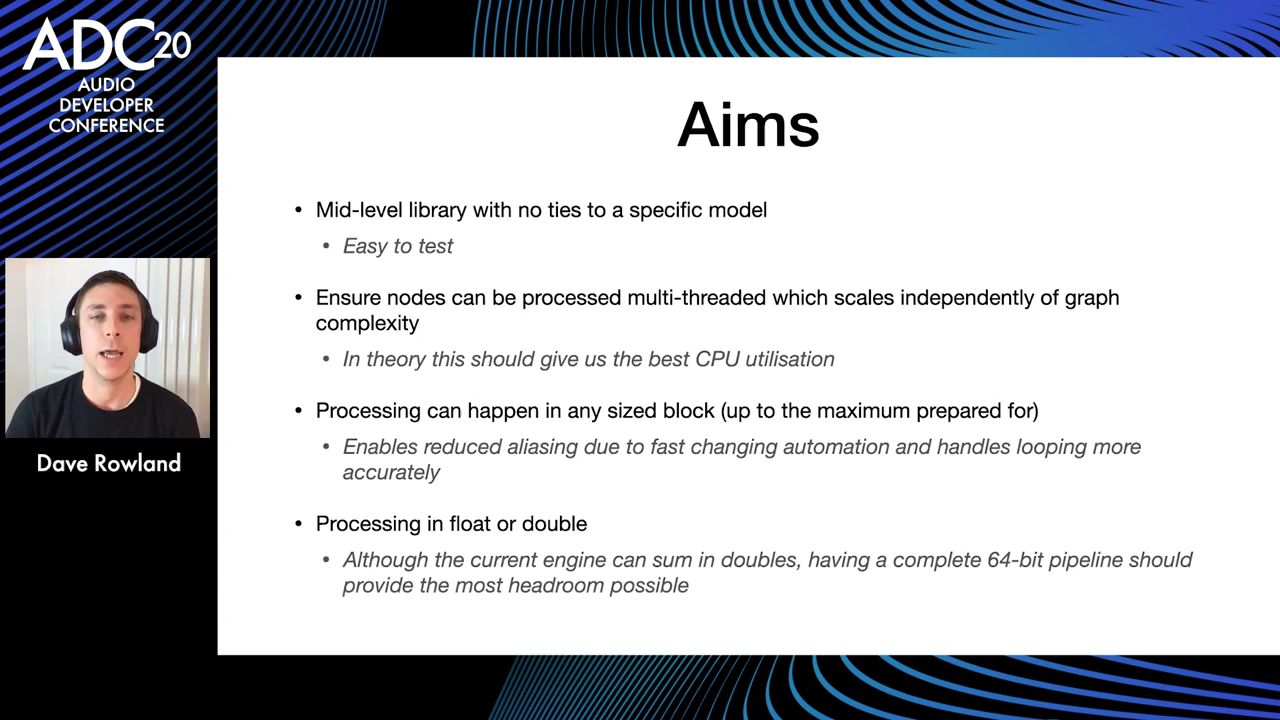 ADC20
AUDIO
DEVELOPER
CONFERENCE
Dave Rowland
Aims
• Mid-level library with no ties to a specific model
• Easy to test
• Ensure nodes can be processed multi-threaded which scales independently of graph
complexity
• In theory this should give us the best CPU utilisation
• Processing can happen in any sized block (up to the maximum prepared for)
• Enables reduced aliasing due to fast changing automation and handles looping more
accurately
• Processing in float or double
• Although the current engine can sum in doubles, having a complete 64-bit pipeline should
provide the most headroom possible